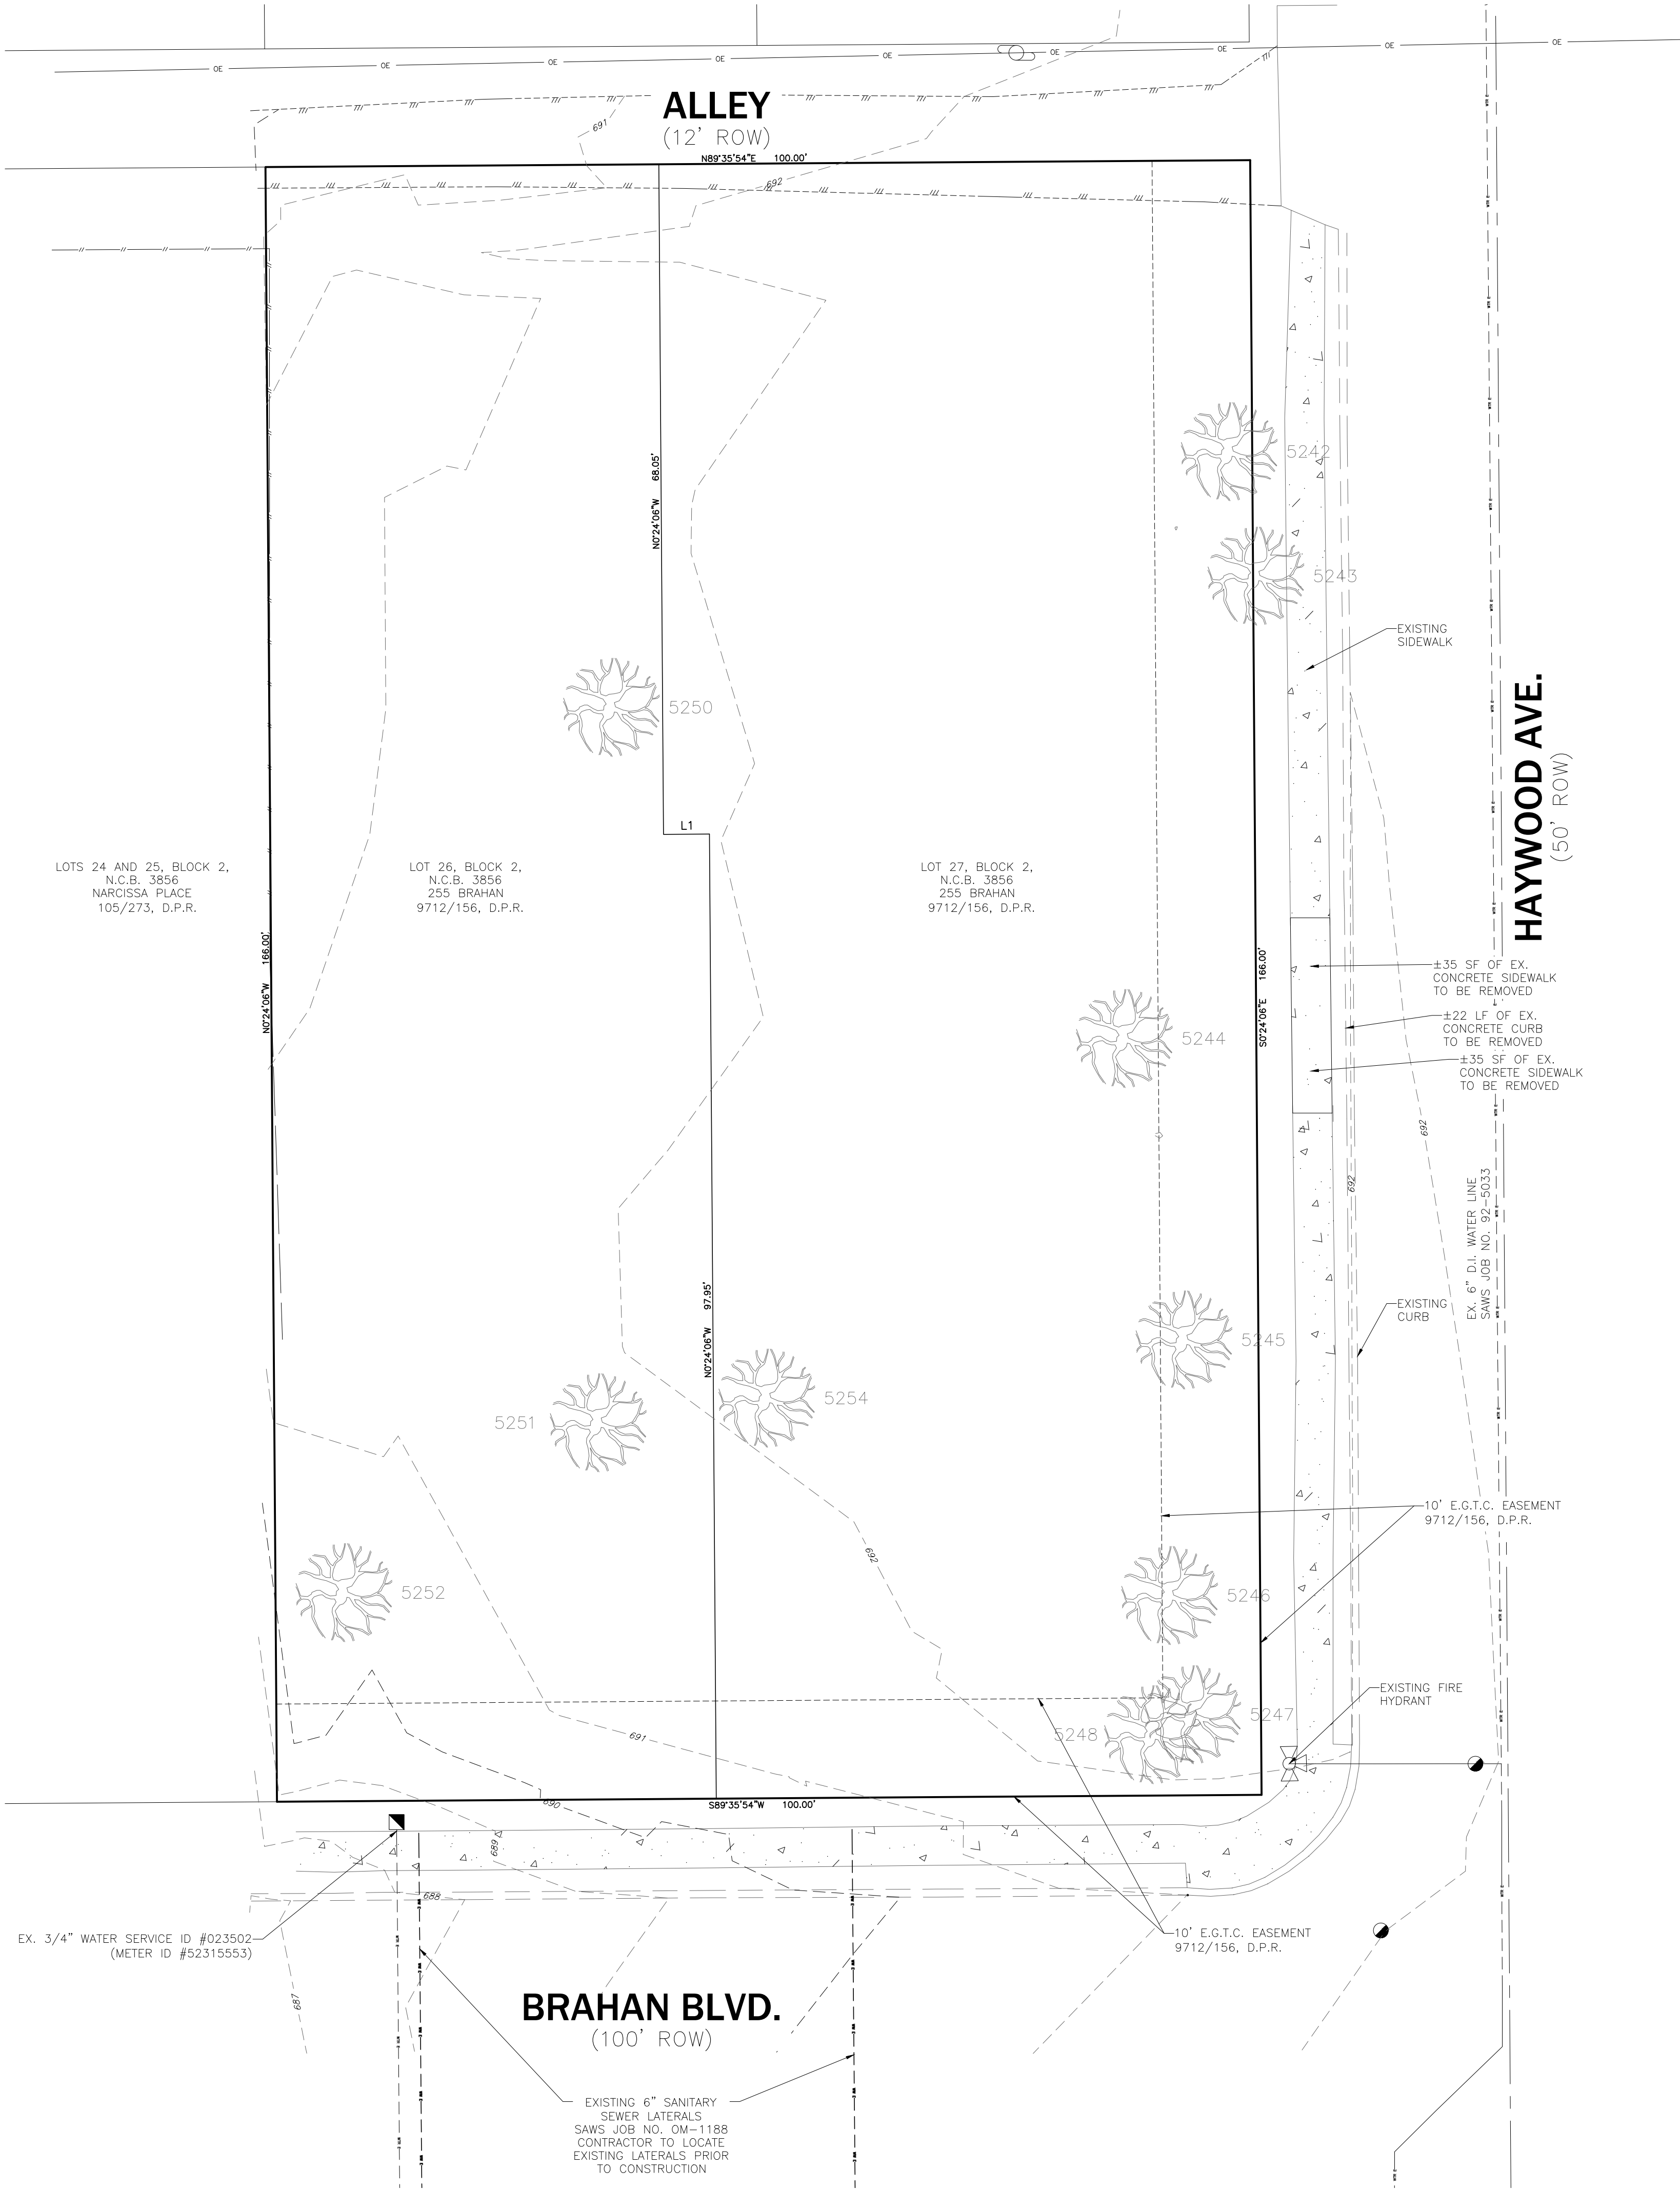 OE OE OE OE OE OE OE OE OE
ALLEY
(12' ROW)
N89°35'54"E 100.00'
691
692
N0°24'06"W 68.05'
5242
5243
EXISTING
SIDEWALK
5250
HAYWOOD AVE.
(50' ROW)
L1
LOTS 24 AND 25, BLOCK 2,
N.C.B. 3856
NARCISSA PLACE
105/273, D.P.R.
LOT 26, BLOCK 2,
N.C.B. 3856
255 BRAHAN
9712/156, D.P.R.
LOT 27, BLOCK 2,
N.C.B. 3856
255 BRAHAN
9712/156, D.P.R.
N0°24'06"W 166.00'
S0°24'06"E 166.00'
±35 SF OF EX.
CONCRETE SIDEWALK
TO BE REMOVED
±22 LF OF EX.
CONCRETE CURB
TO BE REMOVED
±35 SF OF EX.
CONCRETE SIDEWALK
TO BE REMOVED
5244
692
692
EX. 6" D.I. WATER LINE
SAWS JOB NO. 92-5033
N0°24'06"W 97.95'
EXISTING
CURB
5245
5254
5251
10' E.G.T.C. EASEMENT
9712/156, D.P.R.
692
5252
5246
EXISTING FIRE
HYDRANT
5247
5248
691
690
S89°35'54"W 100.00'
689
688
EX. 3/4" WATER SERVICE ID #023502
(METER ID #52315553)
10' E.G.T.C. EASEMENT
9712/156, D.P.R.
687
BRAHAN BLVD.
(100' ROW)
EXISTING 6" SANITARY
SEWER LATERALS
SAWS JOB NO. OM-1188
CONTRACTOR TO LOCATE
EXISTING LATERALS PRIOR
TO CONSTRUCTION